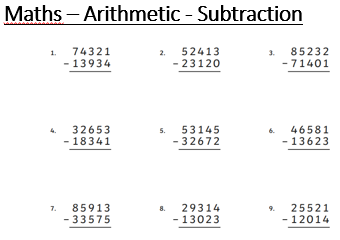 Maths – Arithmetic - Subtraction
1. 74321 2. 52413 3. 85232
- 13934 - 23120 - 71401
4. 32653 5. 53145 6. 46581
- 18341 - 32672 - 13623
7. 85913 8. 29314 9. 25521
- 33575 - 13023 - 12014